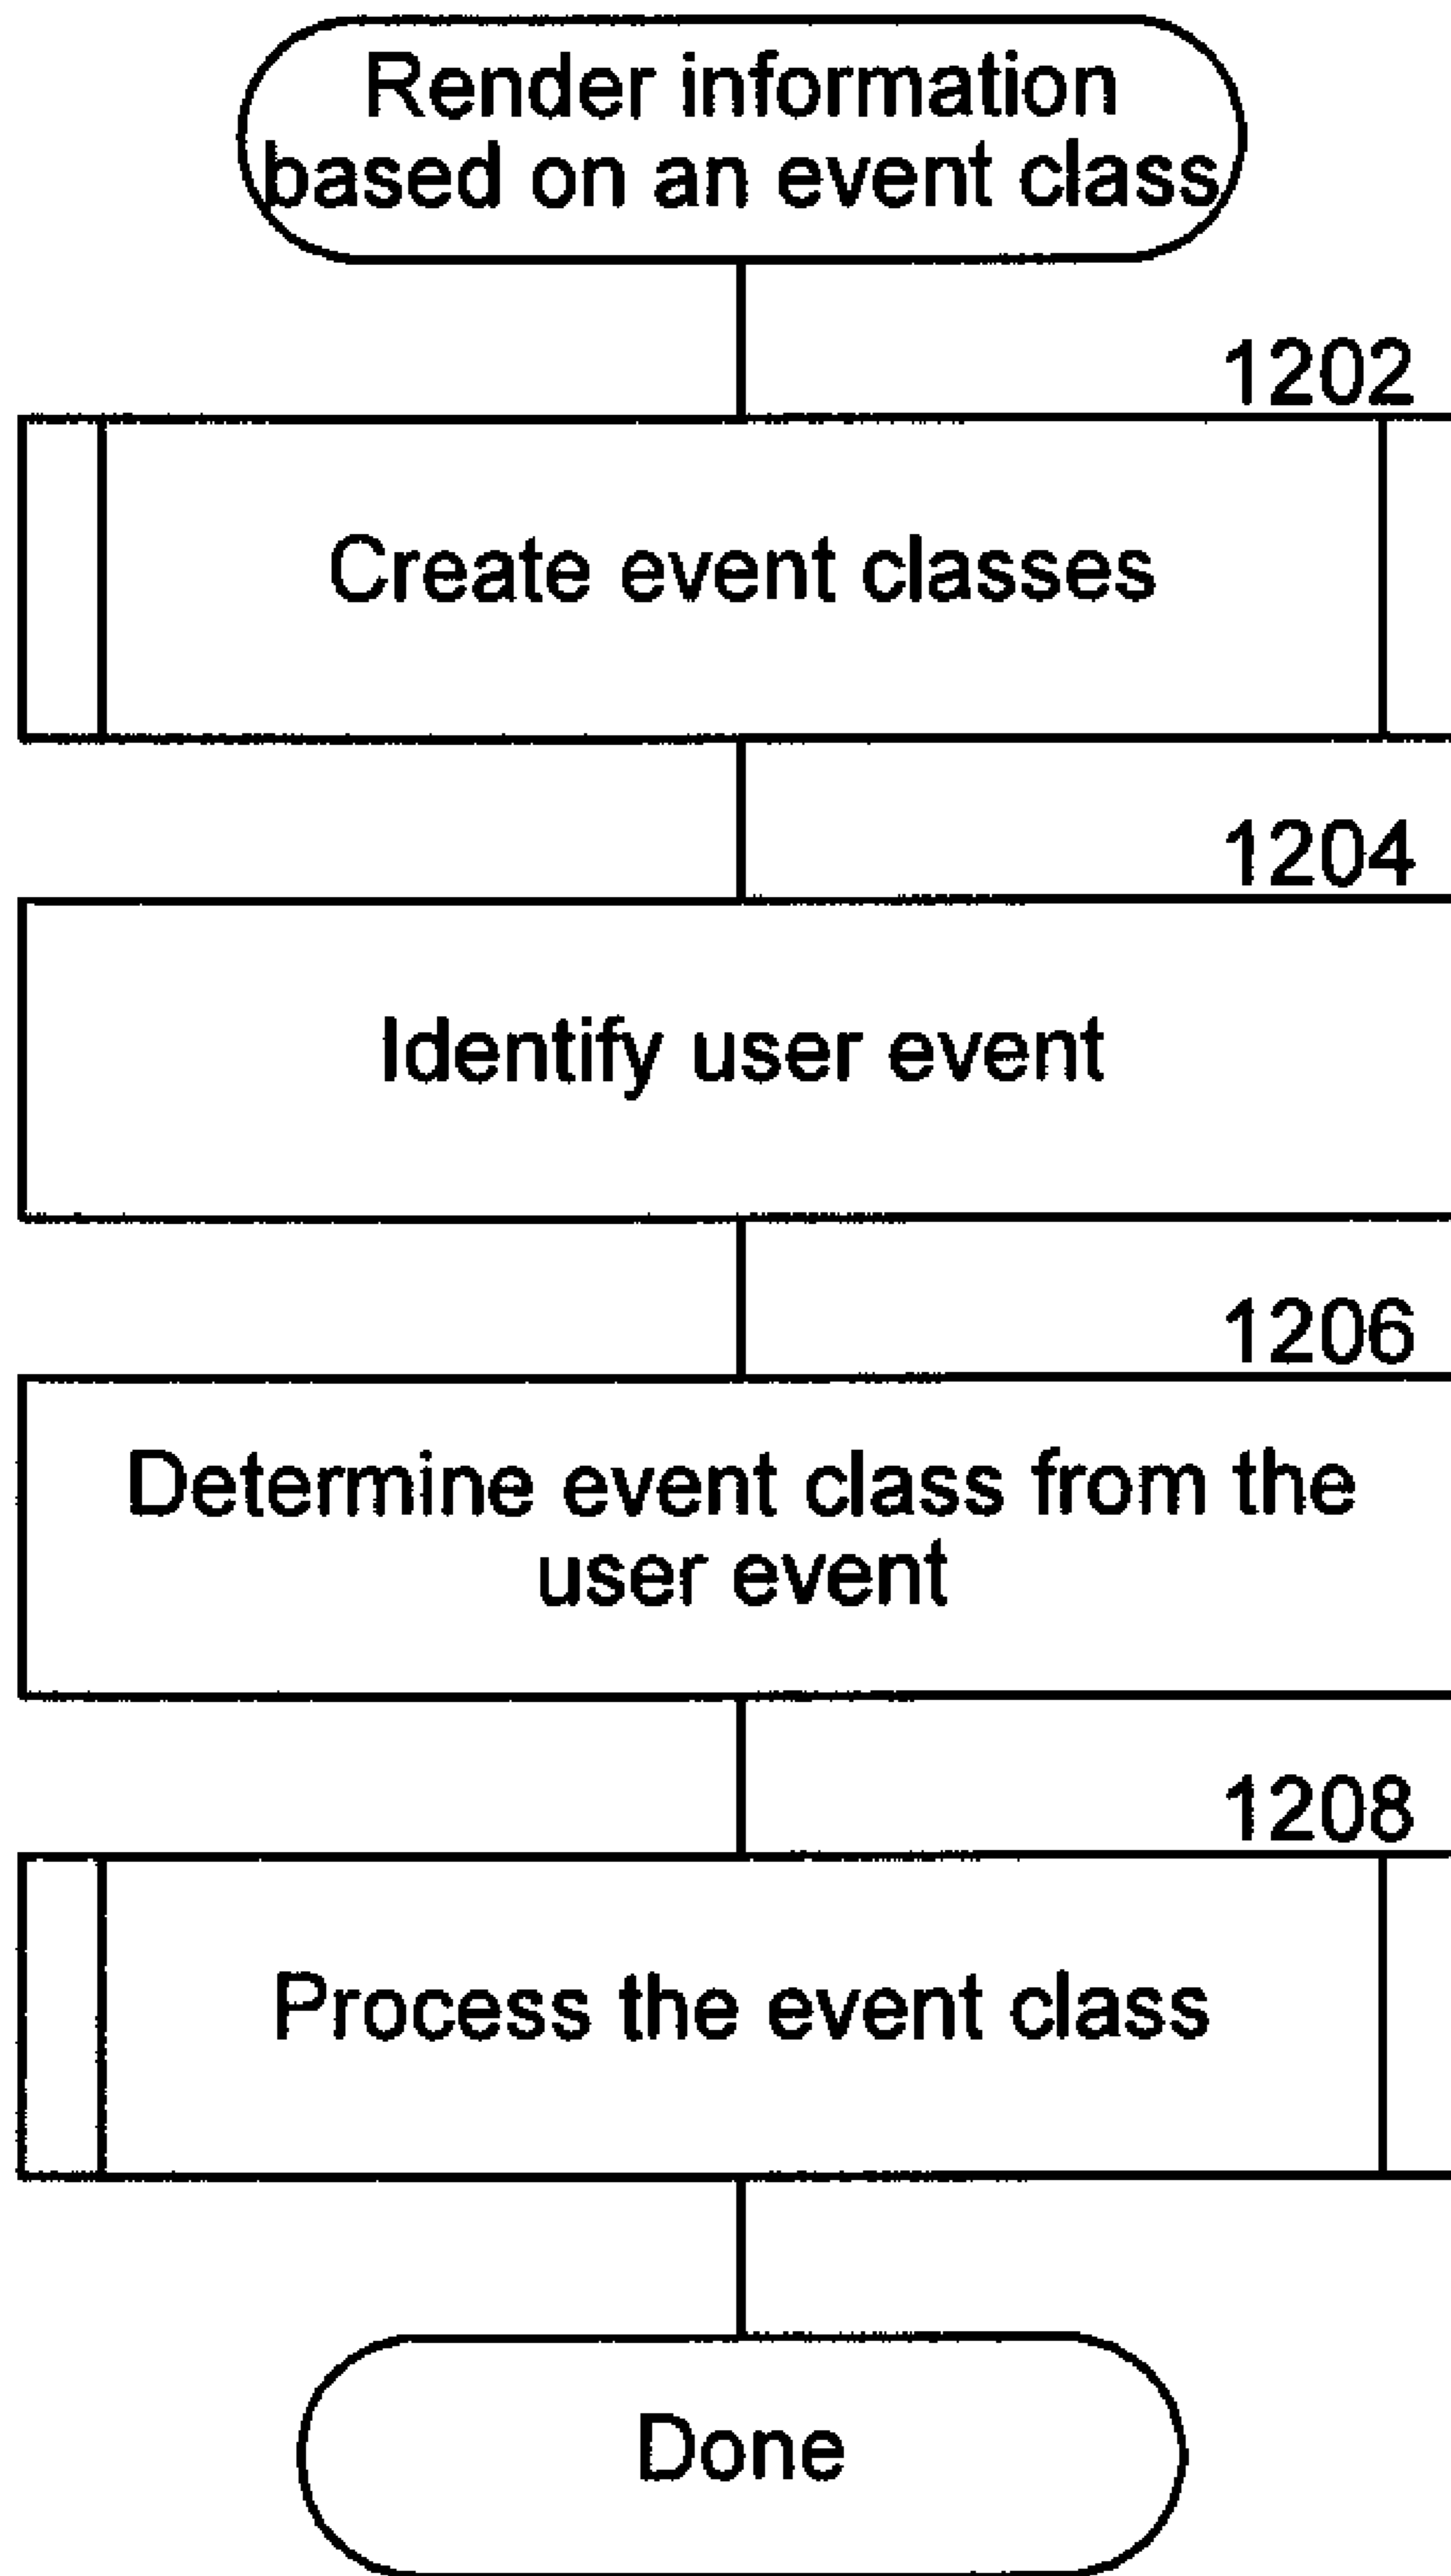 Render information
based on an event class
1202
Create event classes
1204
Identify user event
1206
Determine event class from the
user event
1208
Process the event class
Done